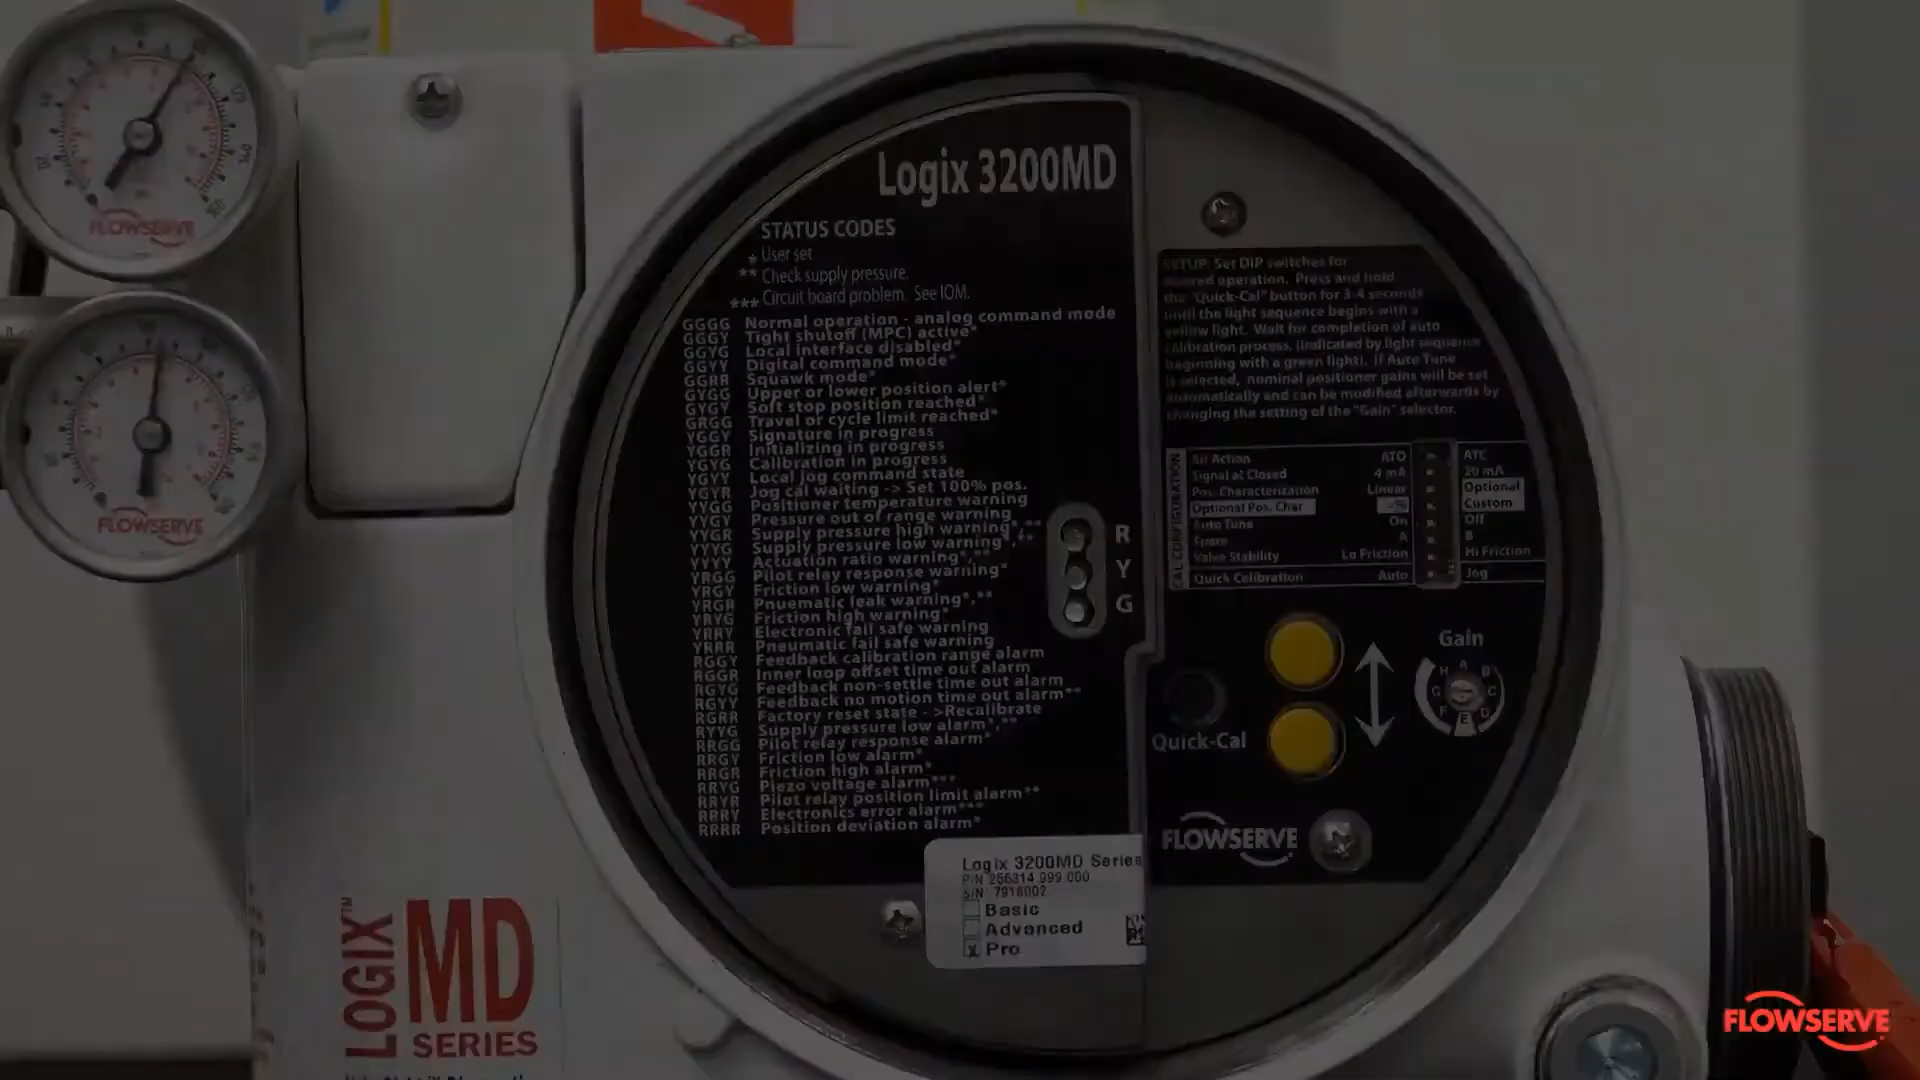 FLOWSERVE
FLOWSERVE
Logix 3200MD
STATUS CODES
* User set
** Check supply pressure.
*** Circuit board problem. See IOM.
GGGG Normal operation - analog command mode
GGGY Tight shutoff (MPC) active*
GGYG Local interface disabled*
GGYY Digital command mode*
GGRR Squawk mode*
GYGG Upper or lower position alert*
GYGY Soft stop position reached*
GRGG Travel or cycle limit reached*
YGGY Signature in progress
YGGR Initializing in progress
YGYG Calibration in progress
YGYY Local Jog command state
YGYR Jog cal waiting -> Set 100% pos.
YYGG Positioner temperature warning
YYGY Pressure out of range warning
YYGR Supply pressure high warning*,**
YYYG Supply pressure low warning*,**
YYYY Actuation ratio warning*,**
YRGG Pilot relay response warning*
YRGY Friction low warning*
YRGR Pnuematic leak warning*,**
YRYG Friction high warning*
YRRY Electronic fail safe warning
YRRR Pneumatic fail safe warning
RGGY Feedback calibration range alarm
RGGR Inner loop offset time out alarm
RGYG Feedback non-settle time out alarm
RGYY Feedback no motion time out alarm**
RGRR Factory reset state ->Recalibrate
RYYG Supply pressure low alarm*,**
RRGG Pilot relay response alarm*
RRGY Friction low alarm*
RRGR Friction high alarm*
RRYG Piezo voltage alarm***
RRYR Pilot relay position limit alarm**
RRRY Electronics error alarm***
RRRR Position deviation alarm*
R
Y
G
SETUP: Set DIP switches for
desired operation. Press and hold
the "Quick-Cal" button for 3-4 seconds
until the light sequence begins with a
yellow light. Wait for completion of auto
calibration process, (indicated by light sequence
beginning with a green light). If Auto Tune
is selected, nominal positioner gains will be set
automatically and can be modified afterwards by
changing the setting of the "Gain" selector.
Air Action ATO ATC
Signal at Closed 4 mA 20 mA
Pos. Characterization Linear Optional
Optional Pos. Char =% Custom
Auto Tune On Off
Spare A B
Valve Stability Lo Friction Hi Friction
Quick Calibration Auto Jog
Gain
A B C D E F G H
Quick-Cal
FLOWSERVE
Logix 3200MD Series
P/N 266314.999.000
S/N 7918002
Basic
Advanced
x Pro
LOGIX™
MD
SERIES
FLOWSERVE